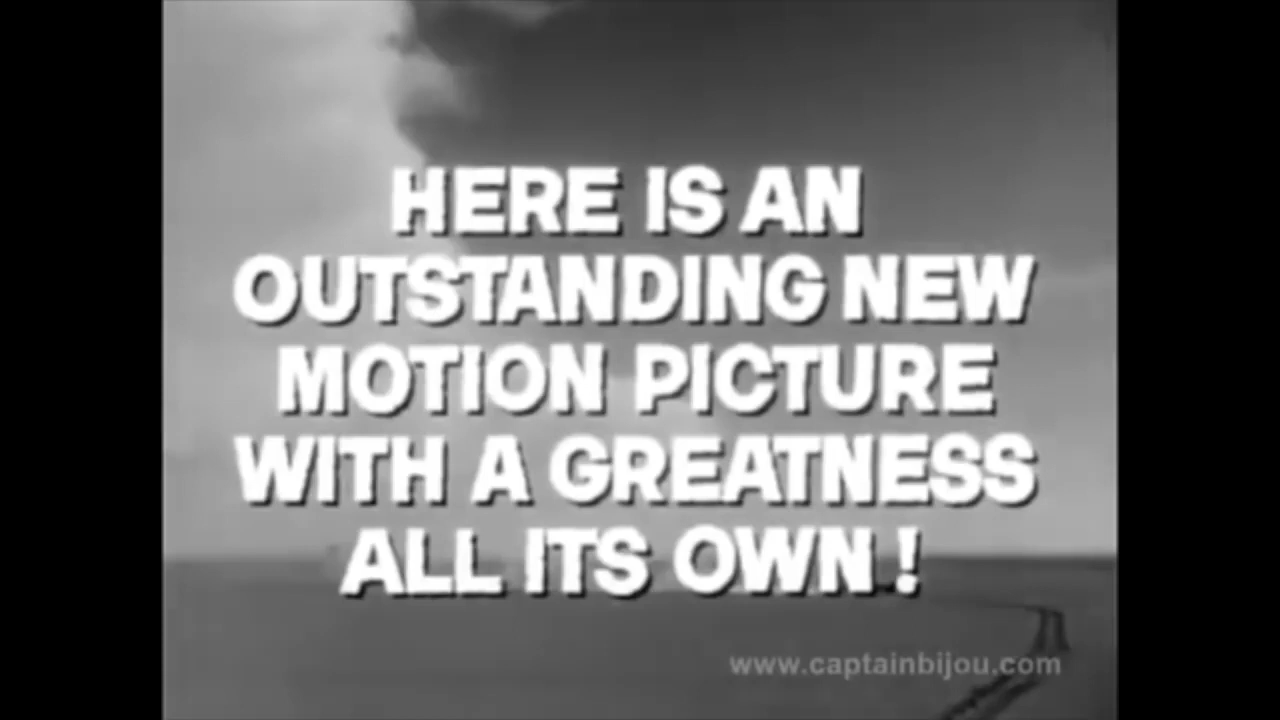 HERE IS AN
OUTSTANDING NEW
MOTION PICTURE
WITH A GREATNESS
ALL ITS OWN!
www.captainbijou.com